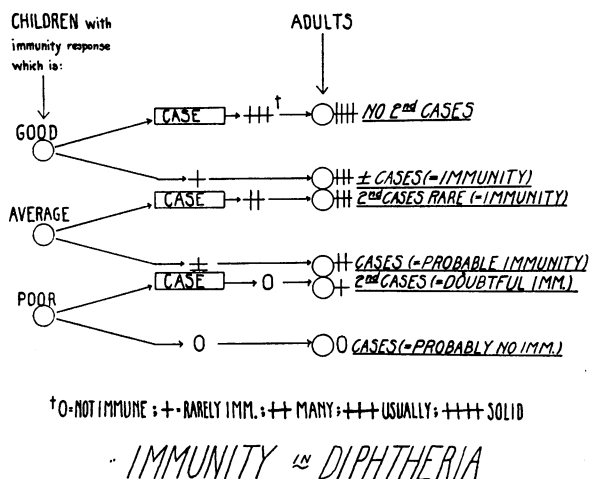 CHILDREN with
immunity response
which is:
ADULTS
GOOD
CASE +++† ++++ NO 2nd CASES
+ +++ ± CASES (=IMMUNITY)
CASE ++ +++ 2nd CASES RARE (=IMMUNITY)
AVERAGE
± ++ CASES (=PROBABLE IMMUNITY)
CASE 0 + 2nd CASES (=DOUBTFUL IMM.)
POOR
0 0 CASES (=PROBABLY NO IMM.)
†0=NOT IMMUNE; +=RARELY IMM.; ++ MANY; +++ USUALLY; ++++ SOLID
IMMUNITY IN DIPHTHERIA